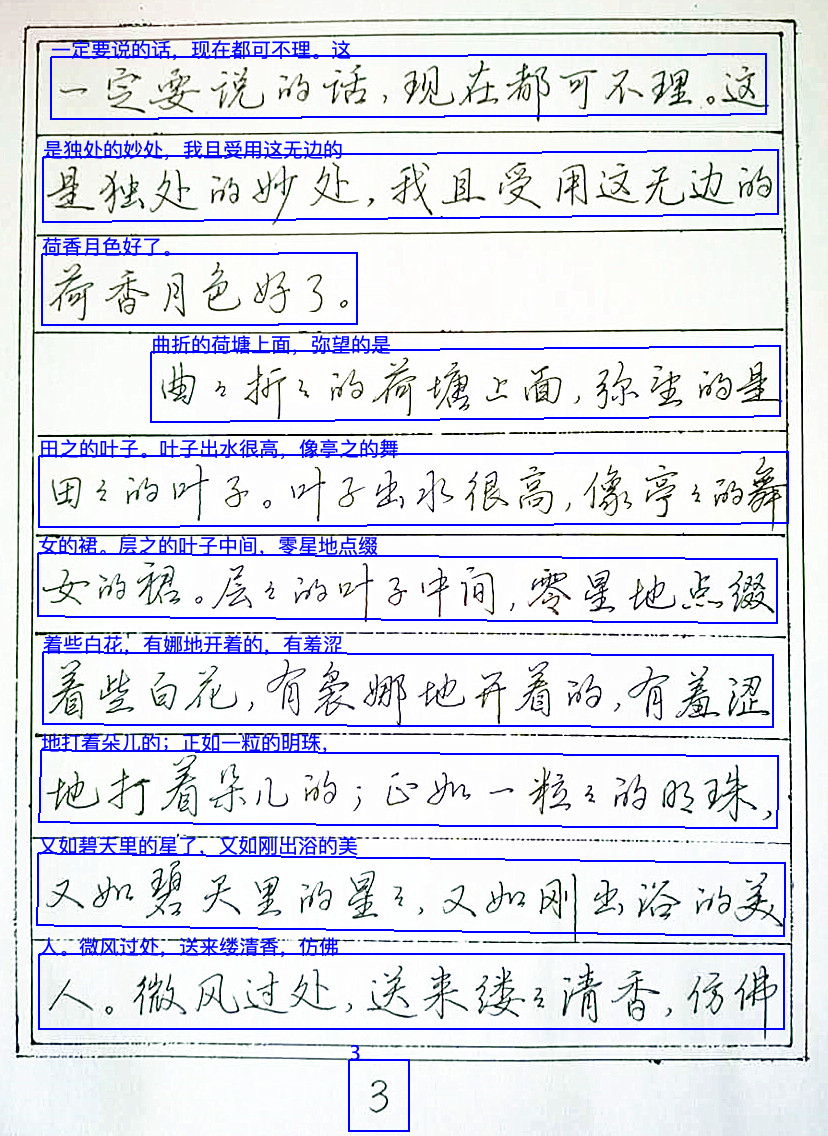 一定要说的话，现在都可不理。这
一定要说的话，现在都可不理。这
是独处的妙处，我且受用这无边的
是独处的妙处，我且受用这无边的
荷香月色好了。
荷香月色好了。
曲折的荷塘上面，弥望的是
曲々折々的荷塘上面，弥望的是
田之的叶子。叶子出水很高，像亭之的舞
田々的叶子。叶子出水很高，像亭々的舞
女的裙。层之的叶子中间，零星地点缀
女的裙。层々的叶子中间，零星地点缀
着些白花，有娜地开着的，有羞涩
着些白花，有袅娜地开着的，有羞涩
地打着朵儿的；正如一粒的明珠，
地打着朵儿的；正如一粒々的明珠，
又如碧天里的星了，又如刚出浴的美
又如碧天里的星々，又如刚出浴的美
人。微风过处，送来缕清香，仿佛
人。微风过处，送来缕々清香，仿佛
3
3